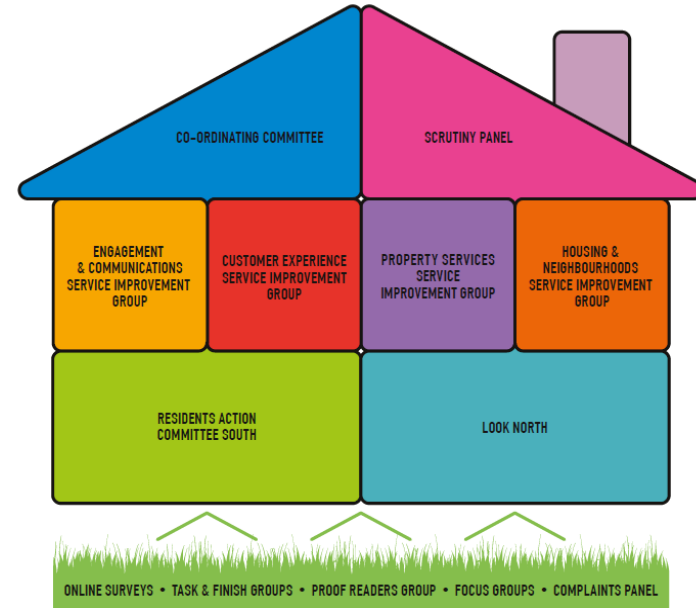 CO-ORDINATING COMMITTEE
SCRUTINY PANEL
ENGAGEMENT
& COMMUNICATIONS
SERVICE IMPROVEMENT
GROUP
CUSTOMER EXPERIENCE
SERVICE IMPROVEMENT
GROUP
PROPERTY SERVICES
SERVICE
IMPROVEMENT GROUP
HOUSING &
NEIGHBOURHOODS
SERVICE IMPROVEMENT
GROUP
RESIDENTS ACTION
COMMITTEE SOUTH
LOOK NORTH
ONLINE SURVEYS • TASK & FINISH GROUPS • PROOF READERS GROUP • FOCUS GROUPS • COMPLAINTS PANEL